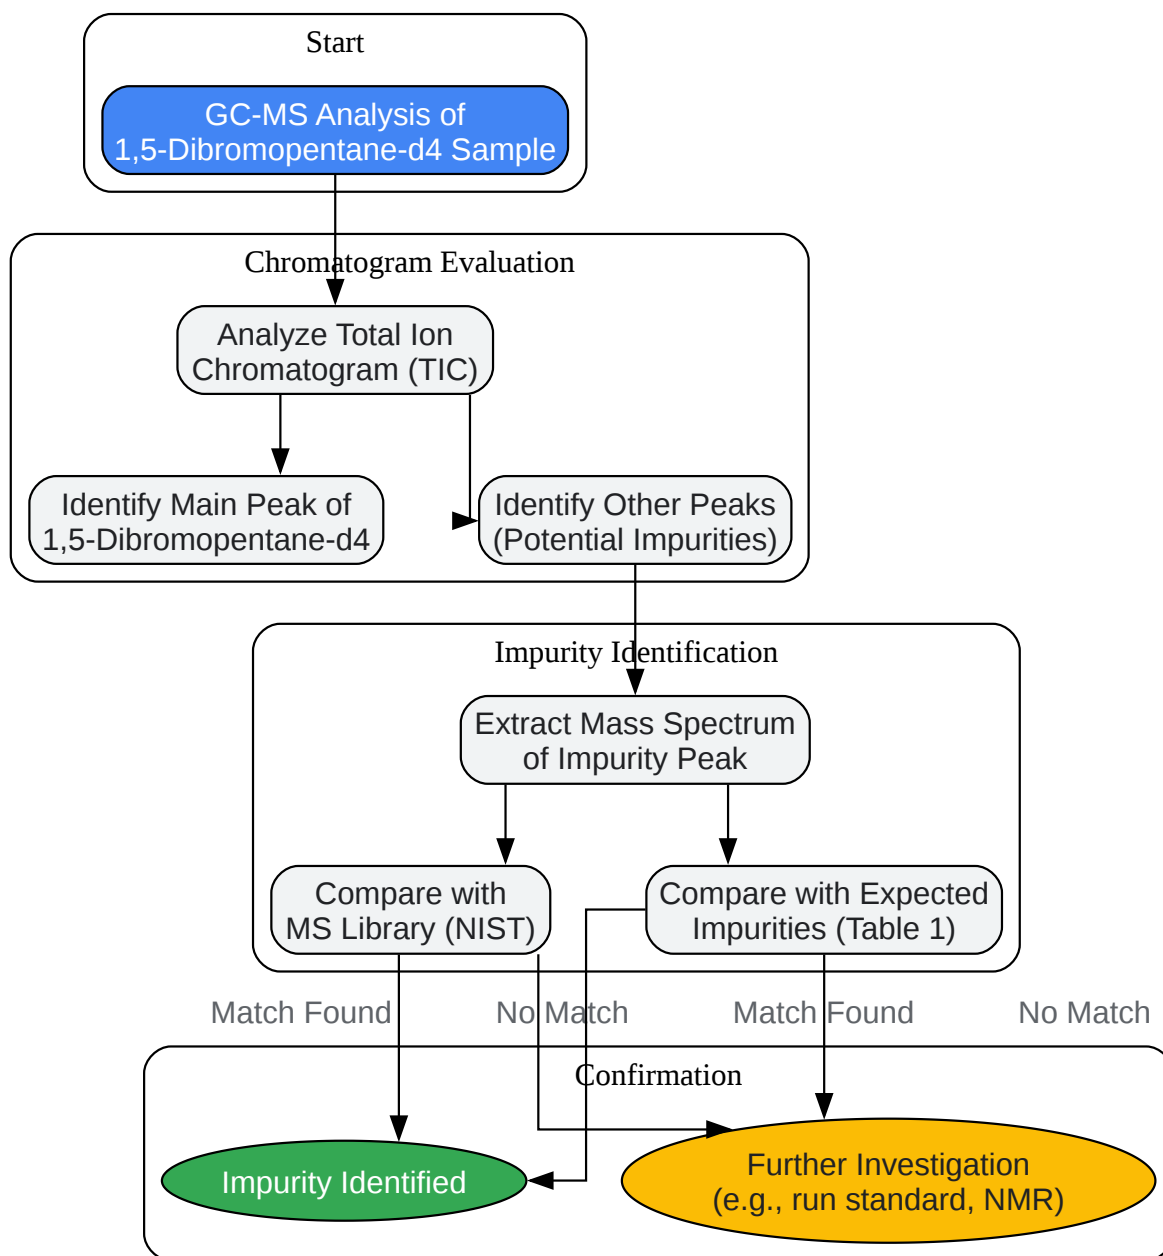 Start
GC-MS Analysis of
1,5-Dibromopentane-d4 Sample
Chromatogram Evaluation
Analyze Total Ion
Chromatogram (TIC)
Identify Main Peak of
1,5-Dibromopentane-d4
Identify Other Peaks
(Potential Impurities)
Impurity Identification
Extract Mass Spectrum
of Impurity Peak
Compare with
MS Library (NIST)
Compare with Expected
Impurities (Table 1)
Match Found
No Match
Match Found
No Match
Confirmation
Impurity Identified
Further Investigation
(e.g., run standard, NMR)